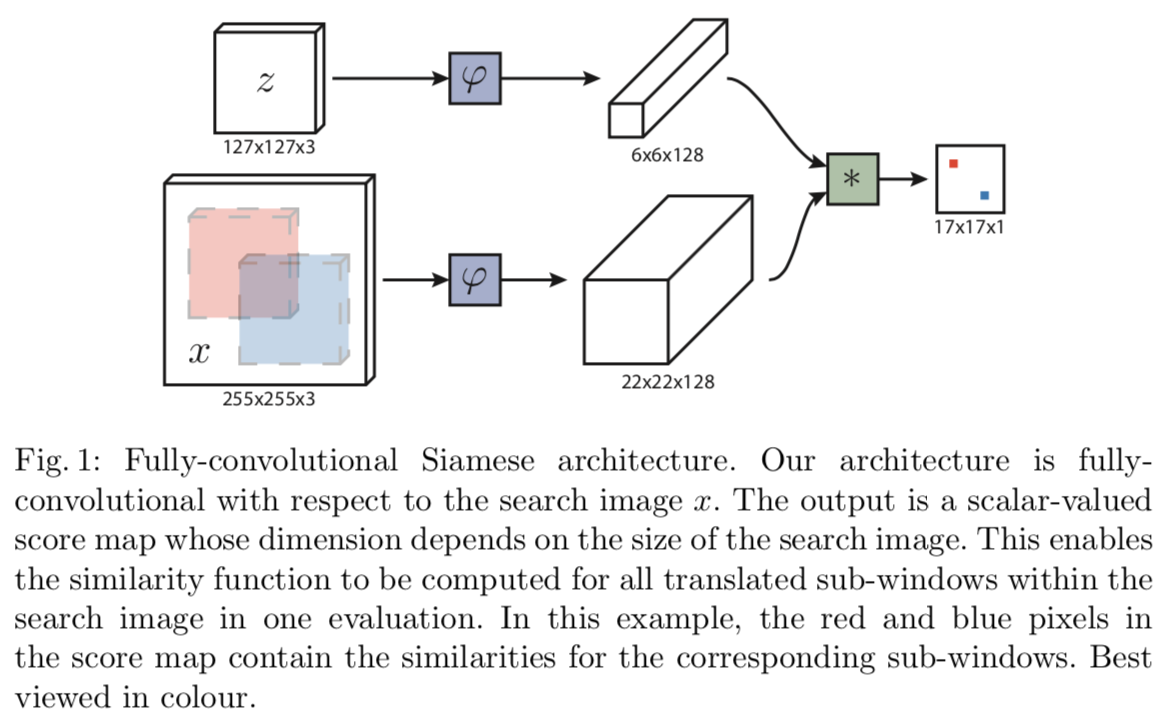 z
127x127x3
φ
6x6x128
*
17x17x1
x
255x255x3
φ
22x22x128
Fig. 1: Fully-convolutional Siamese architecture. Our architecture is fully-
convolutional with respect to the search image x. The output is a scalar-valued
score map whose dimension depends on the size of the search image. This enables
the similarity function to be computed for all translated sub-windows within the
search image in one evaluation. In this example, the red and blue pixels in
the score map contain the similarities for the corresponding sub-windows. Best
viewed in colour.